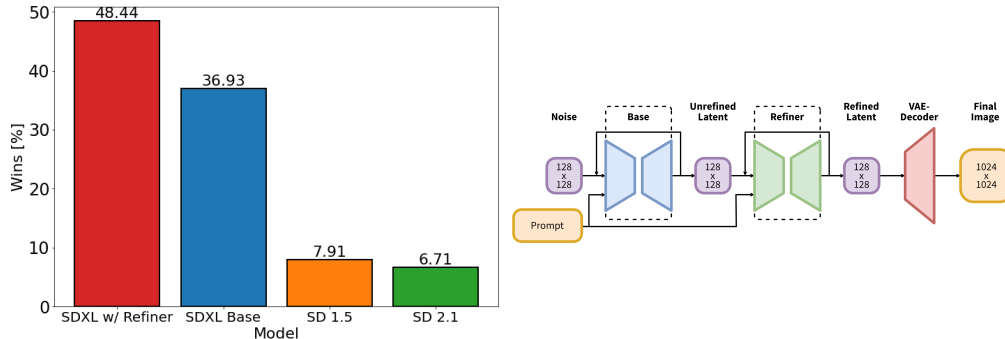 50
40
30
20
10
0
Wins [%]
48.44
36.93
7.91
6.71
SDXL w/ Refiner
SDXL Base
SD 1.5
SD 2.1
Model
Noise
Base
Unrefined
Latent
Refiner
Refined
Latent
VAE-
Decoder
Final
Image
128
x
128
128
x
128
128
x
128
1024
x
1024
Prompt